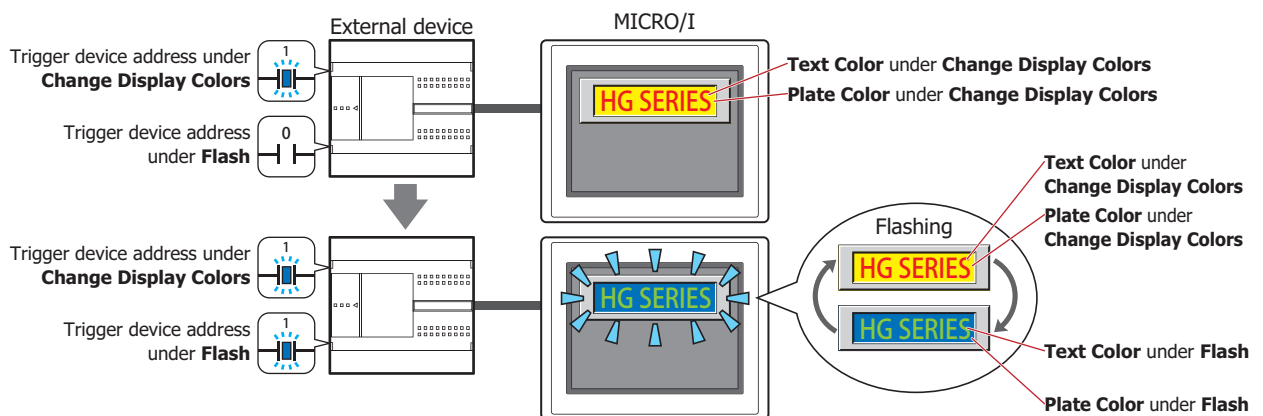 External device
MICRO/I
Trigger device address under
Change Display Colors
1
Trigger device address
under Flash
0
HG SERIES
Text Color under Change Display Colors
Plate Color under Change Display Colors
Trigger device address under
Change Display Colors
1
Trigger device address
under Flash
1
HG SERIES
Flashing
HG SERIES
HG SERIES
Text Color under
Change Display Colors
Plate Color under
Change Display Colors
Text Color under Flash
Plate Color under Flash